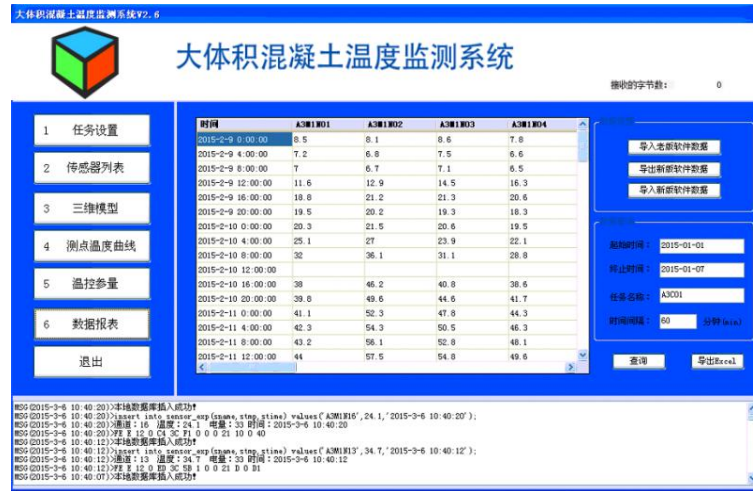 大体积混凝土温度监测系统V2.6
大体积混凝土温度监测系统
接收的字节数： 0
1 任务设置
2 传感器列表
3 三维模型
4 测点温度曲线
5 温控参量
6 数据报表
退出
时间 A3M1N01 A3M1N02 A3M1N03 A3M1N04
2015-2-9 0:00:00 8.5 8.1 8.6 7.8
2015-2-9 4:00:00 7.2 6.8 7.5 6.6
2015-2-9 8:00:00 7 6.7 7.1 6.5
2015-2-9 12:00:00 11.6 12.9 14.5 16.3
2015-2-9 16:00:00 18.8 21.2 21.3 20.6
2015-2-9 20:00:00 19.5 20.2 19.3 18.3
2015-2-10 0:00:00 20.3 21.5 20.6 19.5
2015-2-10 4:00:00 25.1 27 23.9 22.1
2015-2-10 8:00:00 32 36.1 31.1 28.8
2015-2-10 12:00:00
2015-2-10 16:00:00 38 46.2 40.8 38.6
2015-2-10 20:00:00 39.8 49.6 44.6 41.7
2015-2-11 0:00:00 41.1 52.3 47.8 44.3
2015-2-11 4:00:00 42.3 54.3 50.5 46.3
2015-2-11 8:00:00 43.2 56.1 52.8 48.1
2015-2-11 12:00:00 44 57.5 54.8 49.6
导入老版软件数据
导出新版软件数据
导入新版软件数据
起始时间： 2015-01-01
终止时间： 2015-01-07
任务名称： A3C01
时间间隔： 60 分钟(min)
查询 导出Excel
MSG(2015-3-6 10:40:20)>本地数据库插入成功!
MSG(2015-3-6 10:40:20)>insert into sensor_exp(sname,stmp,stime) values('A3M1N16',24.1,'2015-3-6 10:40:20');
MSG(2015-3-6 10:40:20)>通道：16 温度：24.1 电量：33 时间：2015-3-6 10:40:20
MSG(2015-3-6 10:40:20)>FE E 12 0 C4 3C F1 0 0 0 21 10 0 40
MSG(2015-3-6 10:40:12)>本地数据库插入成功!
MSG(2015-3-6 10:40:12)>insert into sensor_exp(sname,stmp,stime) values('A3M1N13',34.7,'2015-3-6 10:40:12');
MSG(2015-3-6 10:40:12)>通道：13 温度：34.7 电量：33 时间：2015-3-6 10:40:12
MSG(2015-3-6 10:40:12)>FE E 12 0 ED 3C 5B 1 0 0 21 D 0 D1
MSG(2015-3-6 10:40:07)>本地数据库插入成功!